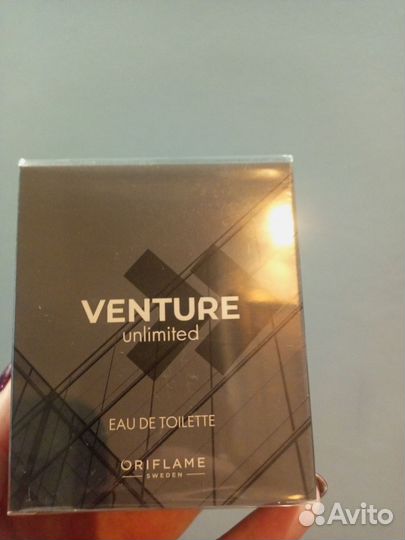 VENTURE
unlimited
EAU DE TOILETTE
ORIFLAME
SWEDEN
Avito